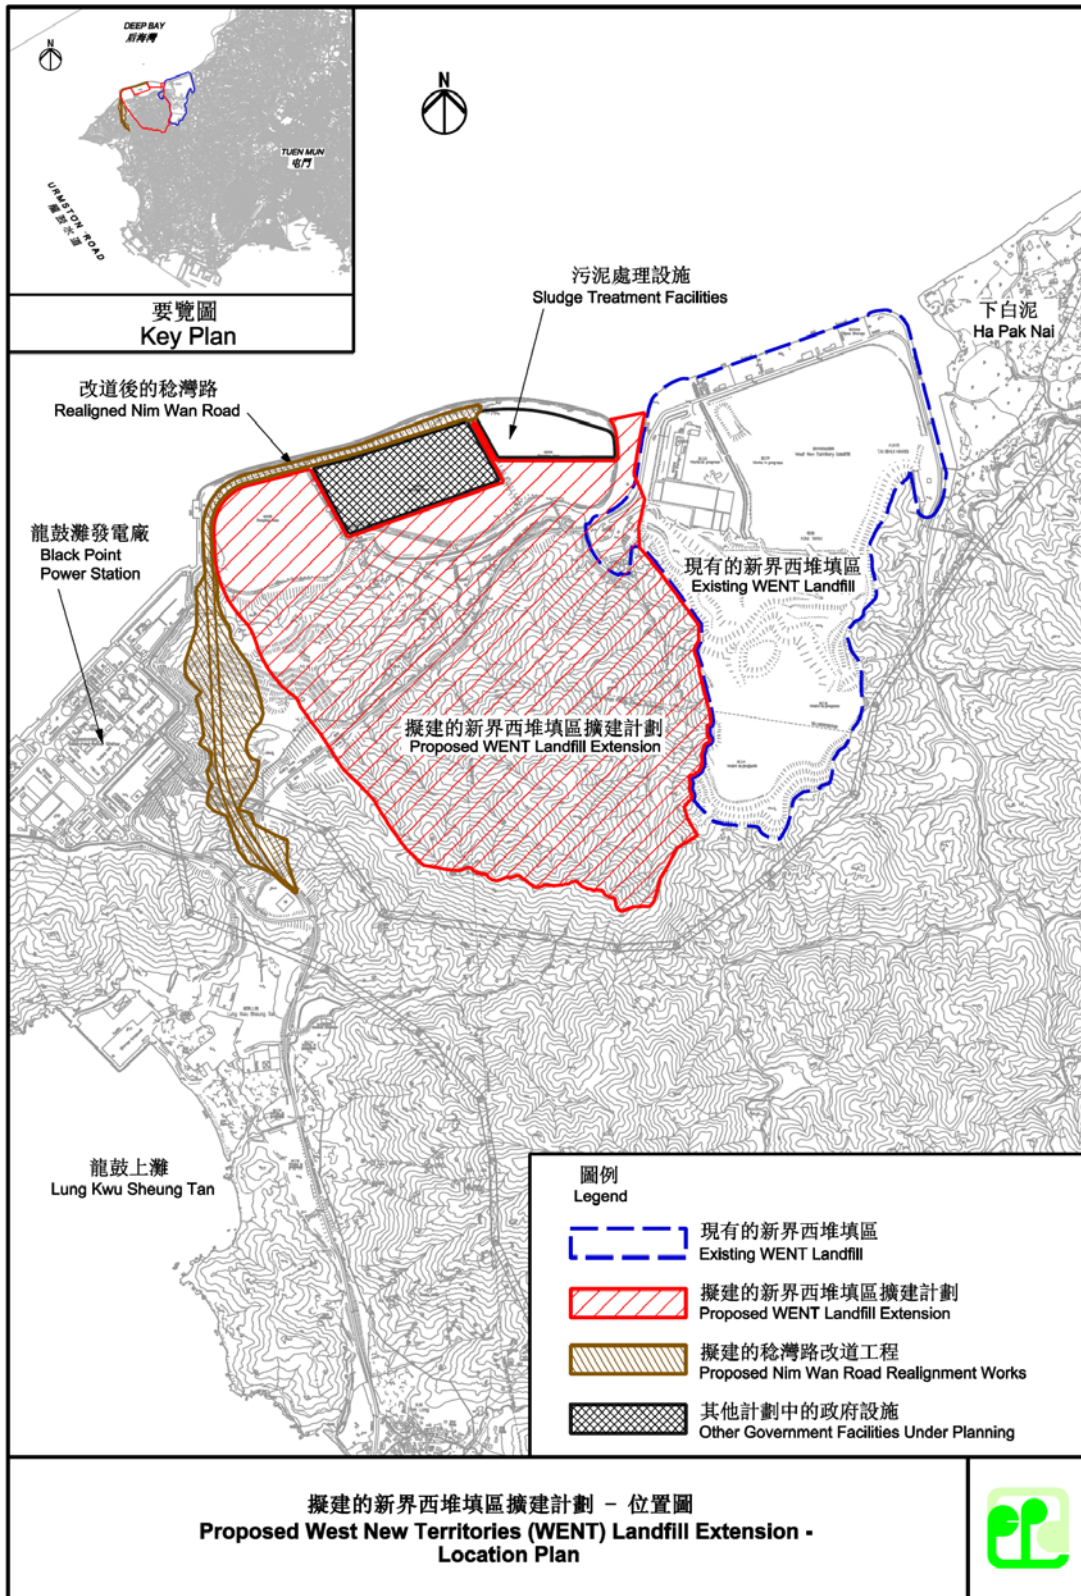 DEEP BAY
后海灣
N
TUEN MUN
屯門
URMSTON ROAD
龍鼓水道
要覽圖
Key Plan
N
污泥處理設施
Sludge Treatment Facilities
下白泥
Ha Pak Nai
改道後的稔灣路
Realigned Nim Wan Road
龍鼓灘發電廠
Black Point
Power Station
現有的新界西堆填區
Existing WENT Landfill
擬建的新界西堆填區擴建計劃
Proposed WENT Landfill Extension
龍鼓上灘
Lung Kwu Sheung Tan
圖例
Legend
現有的新界西堆填區
Existing WENT Landfill
擬建的新界西堆填區擴建計劃
Proposed WENT Landfill Extension
擬建的稔灣路改道工程
Proposed Nim Wan Road Realignment Works
其他計劃中的政府設施
Other Government Facilities Under Planning
擬建的新界西堆填區擴建計劃 – 位置圖
Proposed West New Territories (WENT) Landfill Extension -
Location Plan